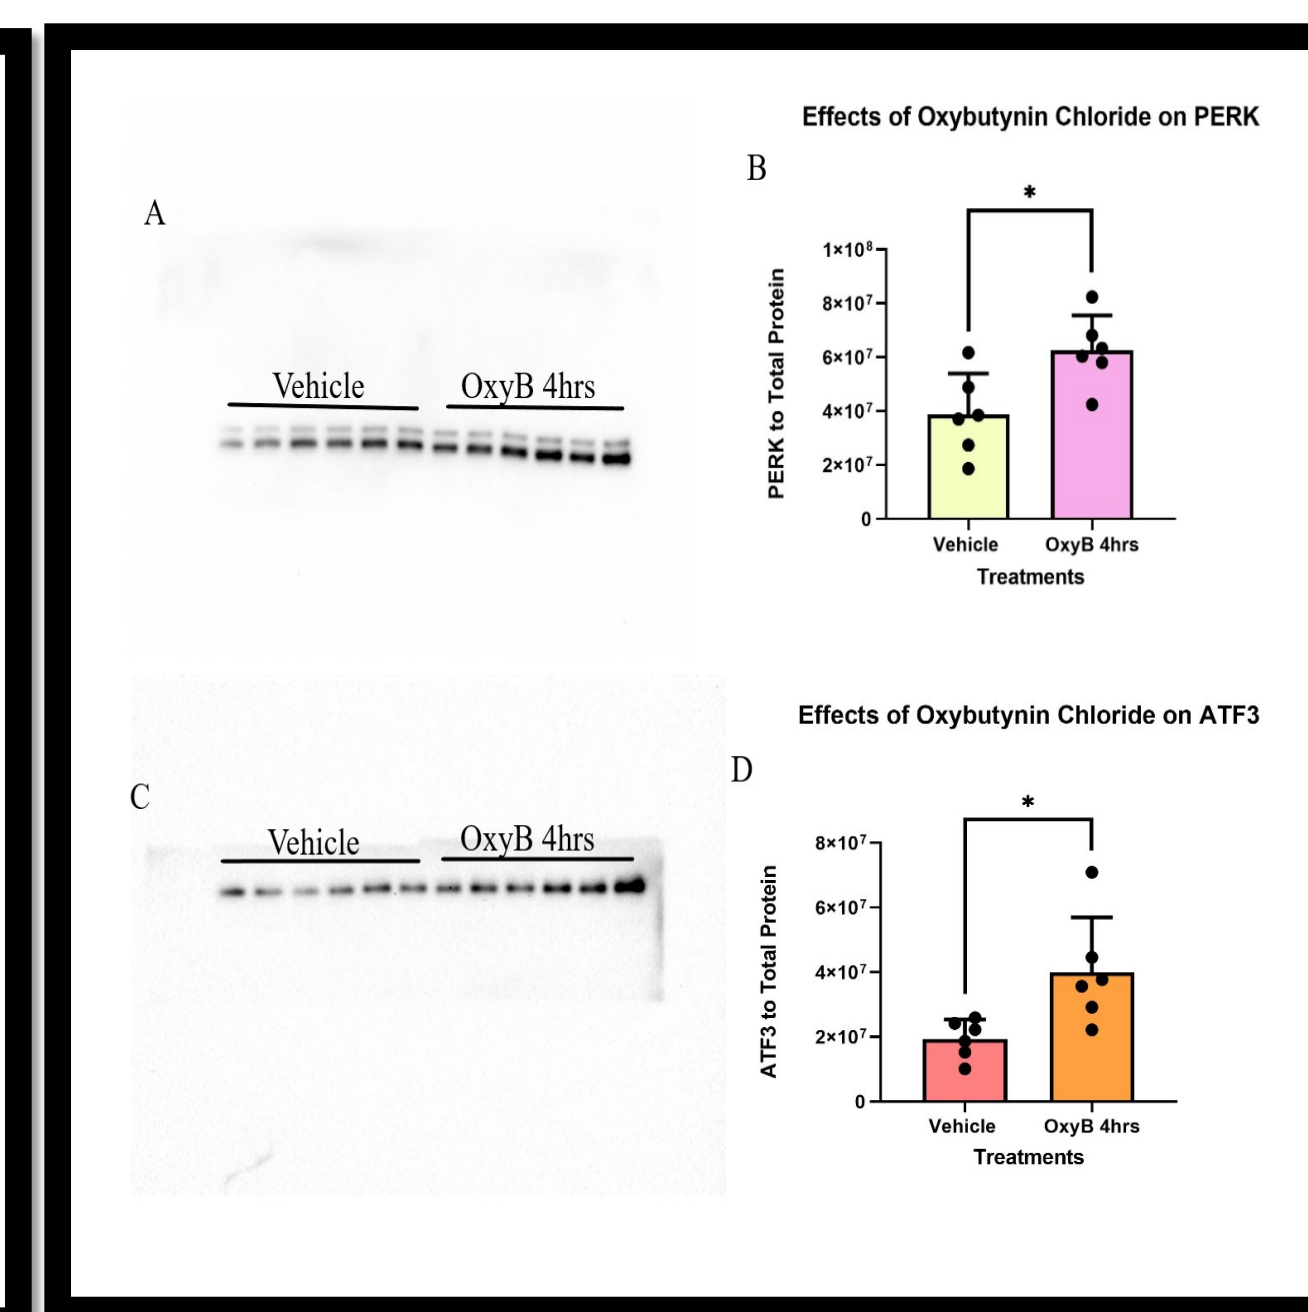 A
Vehicle
OxyB 4hrs
Effects of Oxybutynin Chloride on PERK
B
*
PERK to Total Protein
1×10⁸
8×10⁷
6×10⁷
4×10⁷
2×10⁷
0
Vehicle
OxyB 4hrs
Treatments
C
Vehicle
OxyB 4hrs
Effects of Oxybutynin Chloride on ATF3
D
*
ATF3 to Total Protein
8×10⁷
6×10⁷
4×10⁷
2×10⁷
0
Vehicle
OxyB 4hrs
Treatments